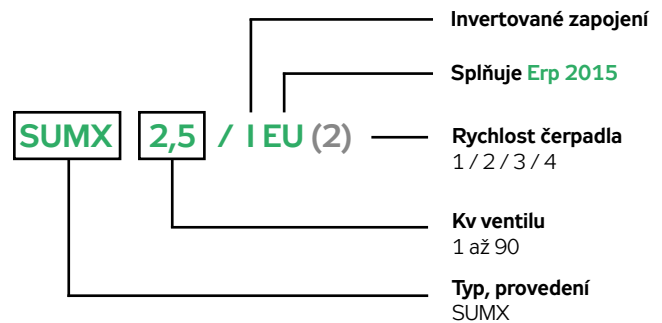 Invertované zapojení
Splňuje Erp 2015
SUMX 2,5 / I EU (2)
Rychlost čerpadla
1 / 2 / 3 / 4
Kv ventilu
1 až 90
Typ, provedení
SUMX